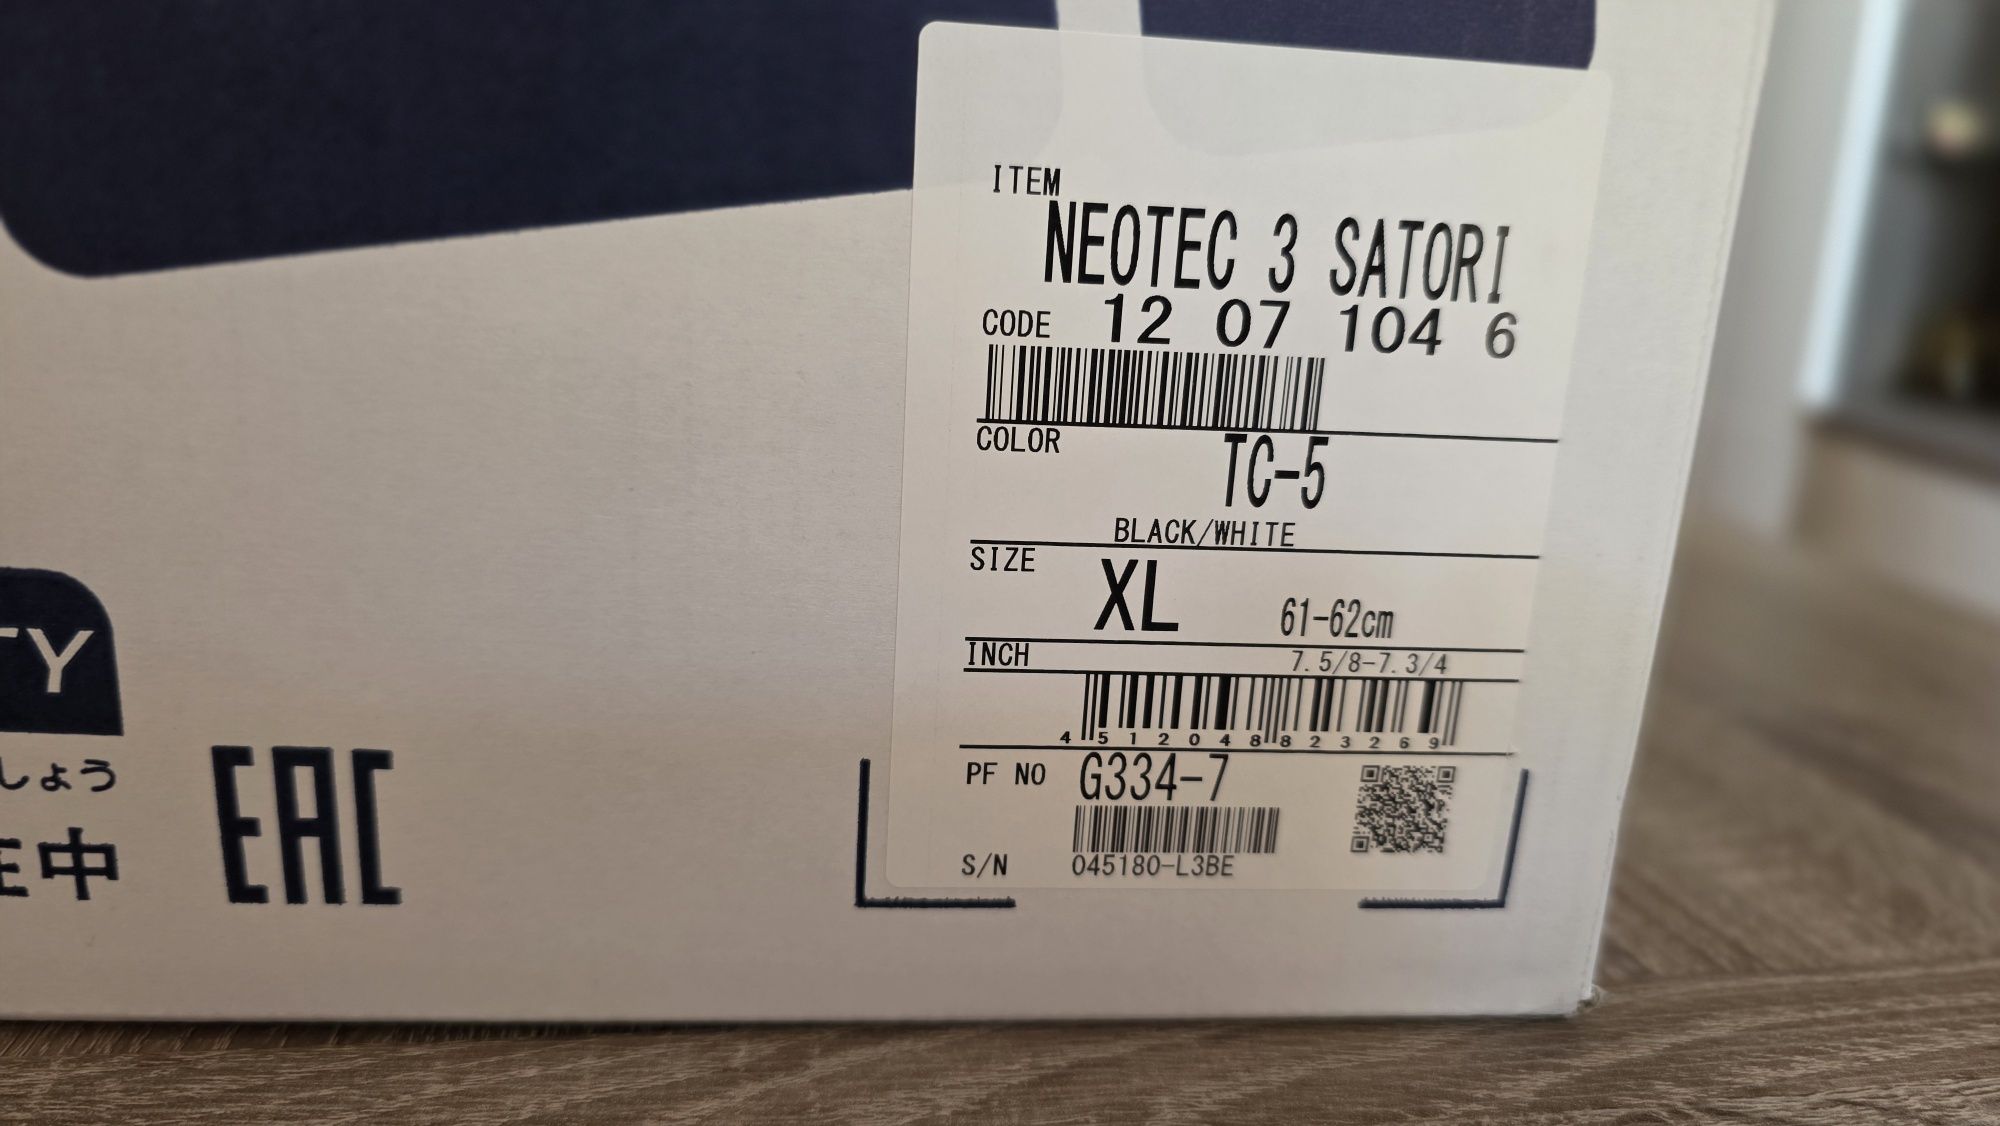 ITEM
NEOTEC 3 SATORI
CODE 12 07 104 6
COLOR TC-5
BLACK/WHITE
SIZE XL 61-62cm
INCH 7.5/8-7.3/4
4 512048 823269
PF NO G334-7
S/N 045180-L3BE
TY
しょう
中
EAC